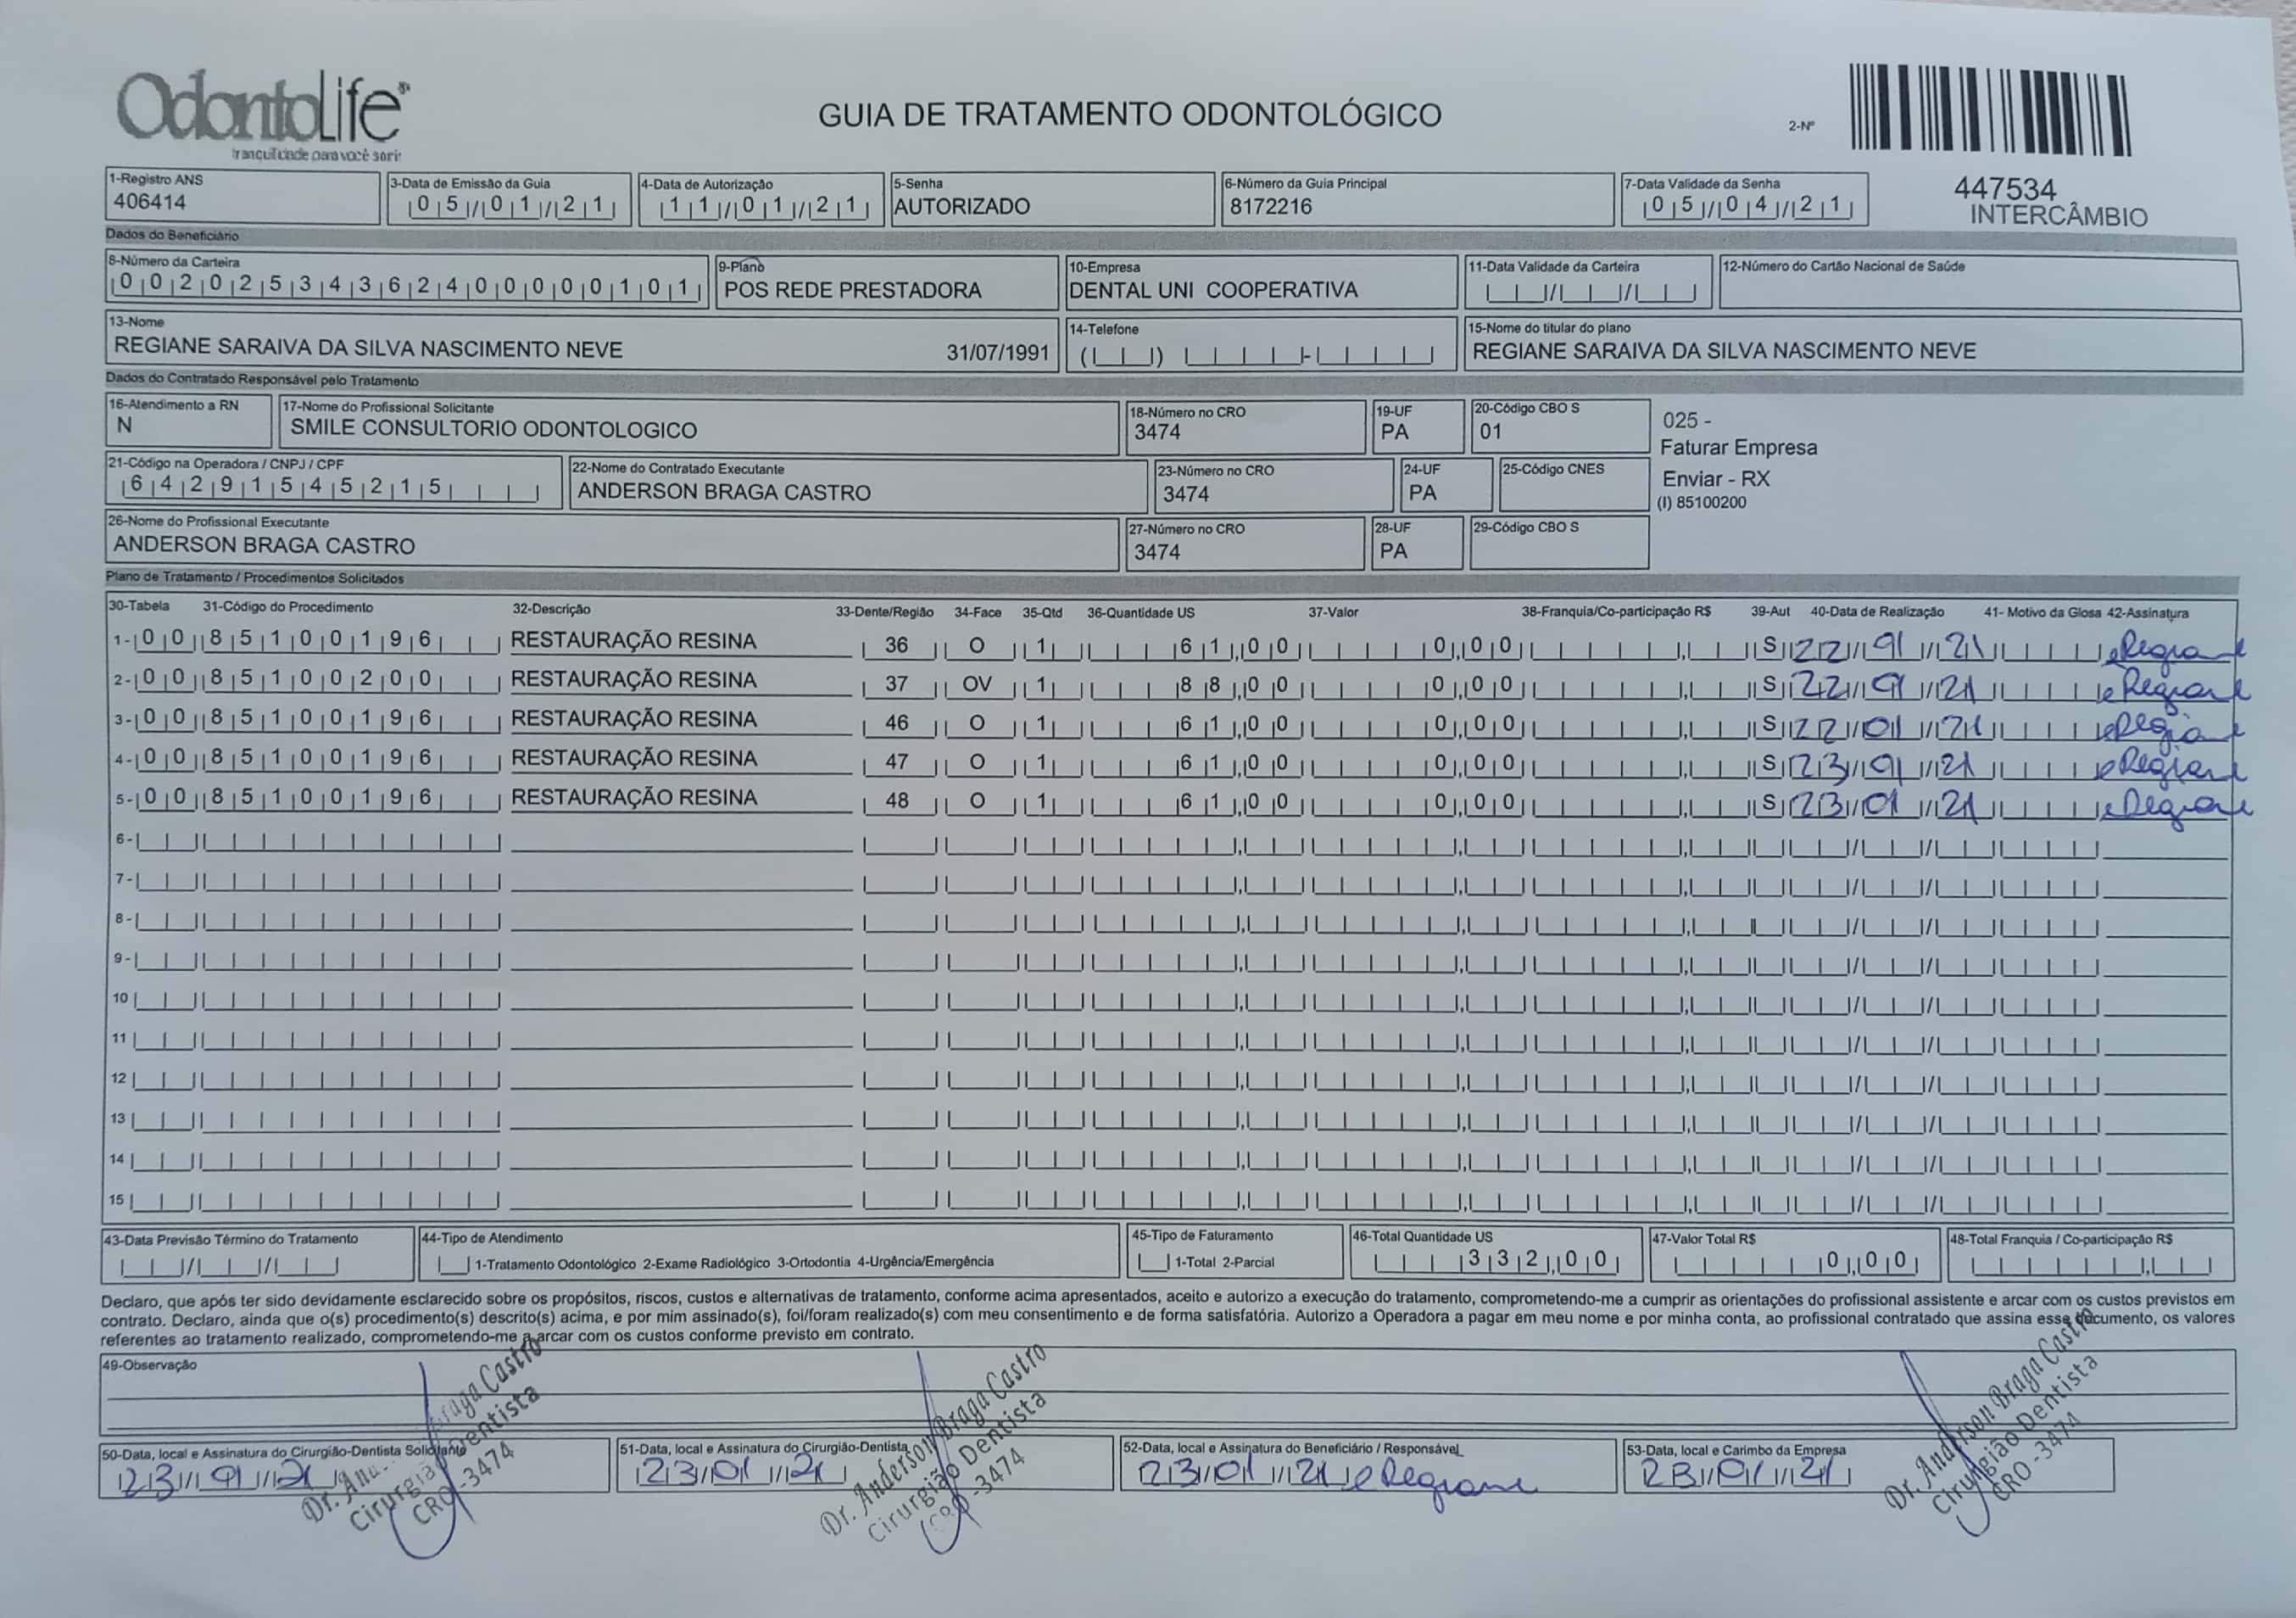 OdontoLife®
tranquilidade para você sorir
GUIA DE TRATAMENTO ODONTOLÓGICO
2-Nº
447534
INTERCÂMBIO
1-Registro ANS
406414
3-Data de Emissão da Guia
05/01/21
4-Data de Autorização
11/01/21
5-Senha
AUTORIZADO
6-Número da Guia Principal
8172216
7-Data Validade da Senha
05/04/21
Dados do Beneficiário
8-Número da Carteira
00202534362400000101
9-Plano
POS REDE PRESTADORA
10-Empresa
DENTAL UNI COOPERATIVA
11-Data Validade da Carteira
12-Número do Cartão Nacional de Saúde
13-Nome
REGIANE SARAIVA DA SILVA NASCIMENTO NEVE 31/07/1991
14-Telefone
15-Nome do titular do plano
REGIANE SARAIVA DA SILVA NASCIMENTO NEVE
Dados do Contratado Responsável pelo Tratamento
16-Atendimento a RN
N
17-Nome do Profissional Solicitante
SMILE CONSULTORIO ODONTOLOGICO
18-Número no CRO
3474
19-UF
PA
20-Código CBO S
01
025 -
Faturar Empresa
Enviar - RX
(I) 85100200
21-Código na Operadora / CNPJ / CPF
64291545215
22-Nome do Contratado Executante
ANDERSON BRAGA CASTRO
23-Número no CRO
3474
24-UF
PA
25-Código CNES
26-Nome do Profissional Executante
ANDERSON BRAGA CASTRO
27-Número no CRO
3474
28-UF
PA
29-Código CBO S
Plano de Tratamento / Procedimentos Solicitados
30-Tabela 31-Código do Procedimento 32-Descrição 33-Dente/Região 34-Face 35-Qtd 36-Quantidade US 37-Valor 38-Franquia/Co-participação R$ 39-Aut 40-Data de Realização 41- Motivo da Glosa 42-Assinatura
1- 00 85100196 RESTAURAÇÃO RESINA 36 O 1 61,00 0,00 S 22/01/21 Regiane
2- 00 85100200 RESTAURAÇÃO RESINA 37 OV 1 88,00 0,00 S 22/01/21 Regiane
3- 00 85100196 RESTAURAÇÃO RESINA 46 O 1 61,00 0,00 S 22/01/21 Regiane
4- 00 85100196 RESTAURAÇÃO RESINA 47 O 1 61,00 0,00 S 23/01/21 Regiane
5- 00 85100196 RESTAURAÇÃO RESINA 48 O 1 61,00 0,00 S 23/01/21 Regiane
6-
7-
8-
9-
10
11
12
13
14
15
43-Data Previsão Término do Tratamento
44-Tipo de Atendimento
1-Tratamento Odontológico 2-Exame Radiológico 3-Ortodontia 4-Urgência/Emergência
45-Tipo de Faturamento
1-Total 2-Parcial
46-Total Quantidade US
332,00
47-Valor Total R$
0,00
48-Total Franquia / Co-participação R$
Declaro, que após ter sido devidamente esclarecido sobre os propósitos, riscos, custos e alternativas de tratamento, conforme acima apresentados, aceito e autorizo a execução do tratamento, comprometendo-me a cumprir as orientações do profissional assistente e arcar com os custos previstos em
contrato. Declaro, ainda que o(s) procedimento(s) descrito(s) acima, e por mim assinado(s), foi/foram realizado(s) com meu consentimento e de forma satisfatória. Autorizo a Operadora a pagar em meu nome e por minha conta, ao profissional contratado que assina esse documento, os valores
referentes ao tratamento realizado, comprometendo-me a arcar com os custos conforme previsto em contrato.
49-Observação
50-Data, local e Assinatura do Cirurgião-Dentista Solicitante
23/01/21
Dr. Braga Castro
Cirurgião Dentista
CRO-3474
51-Data, local e Assinatura do Cirurgião-Dentista
23/01/21
Dr. Anderson Braga Castro
Cirurgião Dentista
CRO-3474
52-Data, local e Assinatura do Beneficiário / Responsável
23/01/21 Regiane
53-Data, local e Carimbo da Empresa
23/01/21
Dr. Anderson Braga Castro
Cirurgião Dentista
CRO-3474